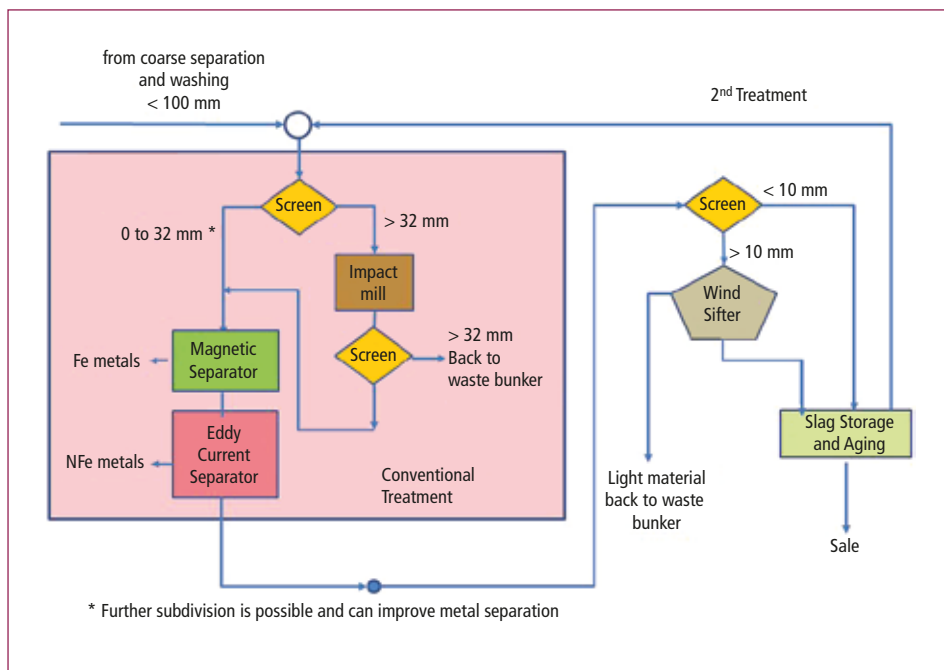 from coarse separation
and washing
< 100 mm
2nd Treatment
Screen
0 to 32 mm *
> 32 mm
Impact
mill
Screen
> 32 mm
Back to
waste bunker
Magnetic
Separator
Fe metals
Eddy
Current
Separator
NFe metals
Conventional
Treatment
Screen
< 10 mm
> 10 mm
Wind
Sifter
Light material
back to waste
bunker
Slag Storage
and Aging
Sale
* Further subdivision is possible and can improve metal separation